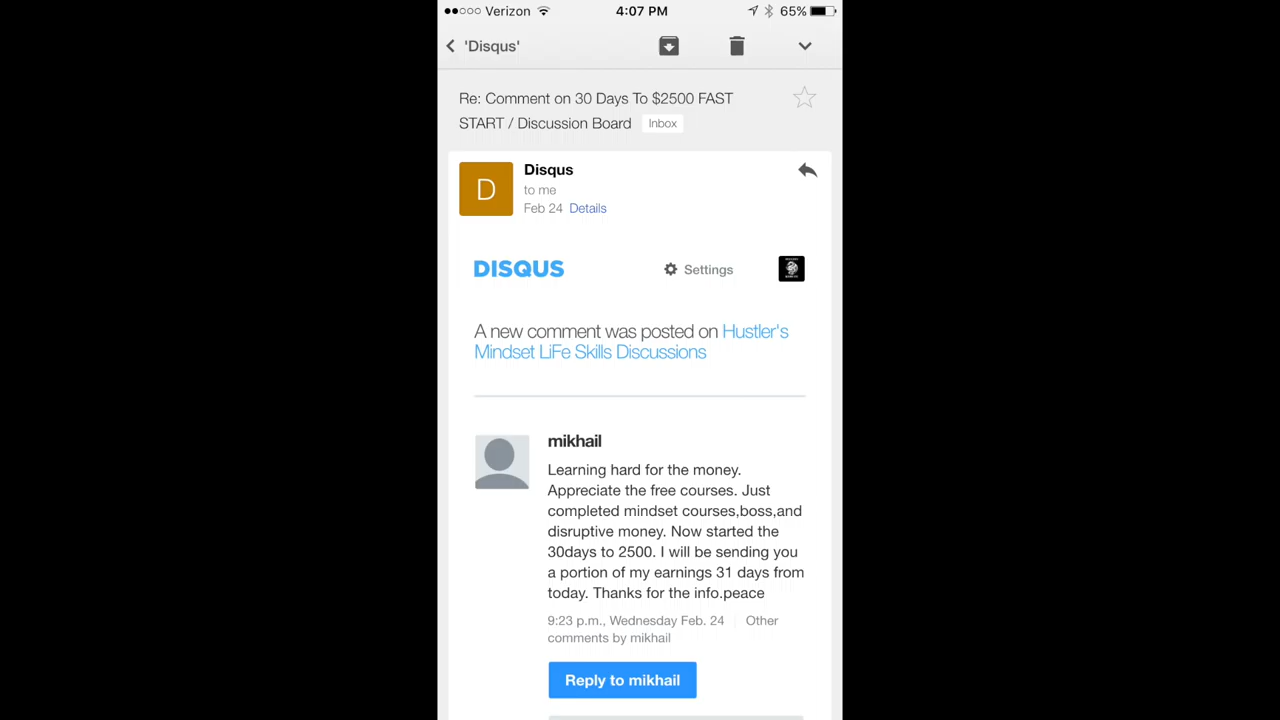 Verizon 4:07 PM 65%
'Disqus'
Re: Comment on 30 Days To $2500 FAST
START / Discussion Board Inbox
D
Disqus
to me
Feb 24 Details
DISQUS Settings
A new comment was posted on Hustler's
Mindset LiFe Skills Discussions
mikhail
Learning hard for the money.
Appreciate the free courses. Just
completed mindset courses,boss,and
disruptive money. Now started the
30days to 2500. I will be sending you
a portion of my earnings 31 days from
today. Thanks for the info.peace
9:23 p.m., Wednesday Feb. 24 Other
comments by mikhail
Reply to mikhail